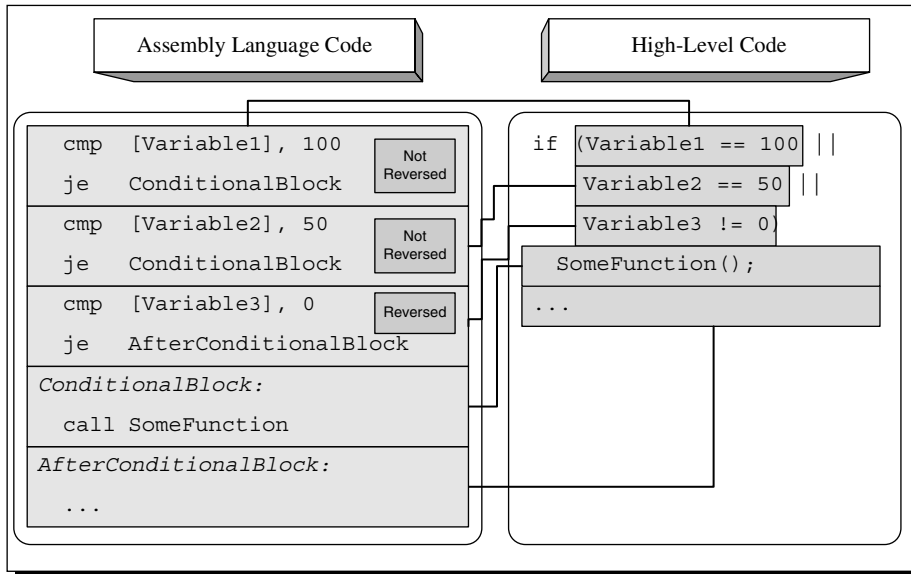 Assembly Language Code
cmp [Variable1], 100
Not
Reversed
je ConditionalBlock
cmp [Variable2], 50
Not
Reversed
je ConditionalBlock
cmp [Variable3], 0
Reversed
je AfterConditionalBlock
ConditionalBlock:
call SomeFunction
AfterConditionalBlock:
...
High-Level Code
if (Variable1 == 100 ||
Variable2 == 50 ||
Variable3 != 0)
SomeFunction();
...